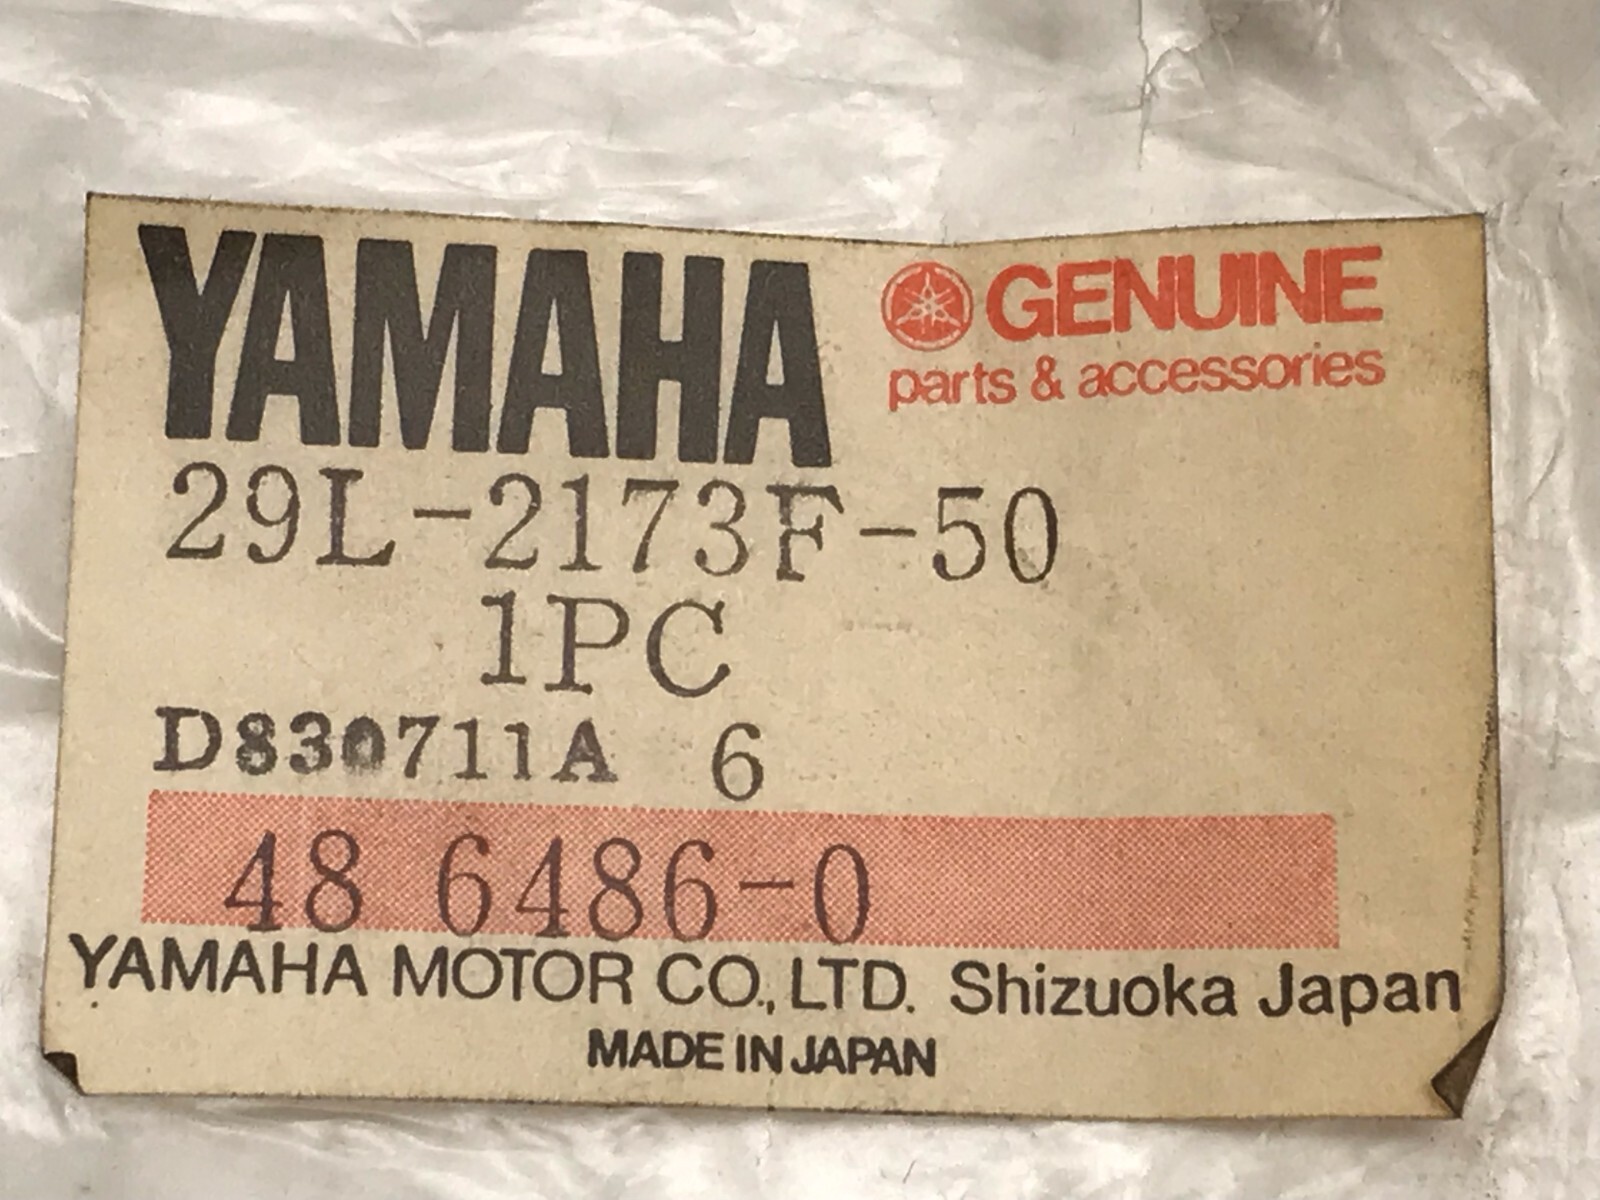 YAMAHA GENUINE
parts & accessories
29L-2173F-50
1PC
D830711A 6
48 6486-0
YAMAHA MOTOR CO., LTD. Shizuoka Japan
MADE IN JAPAN